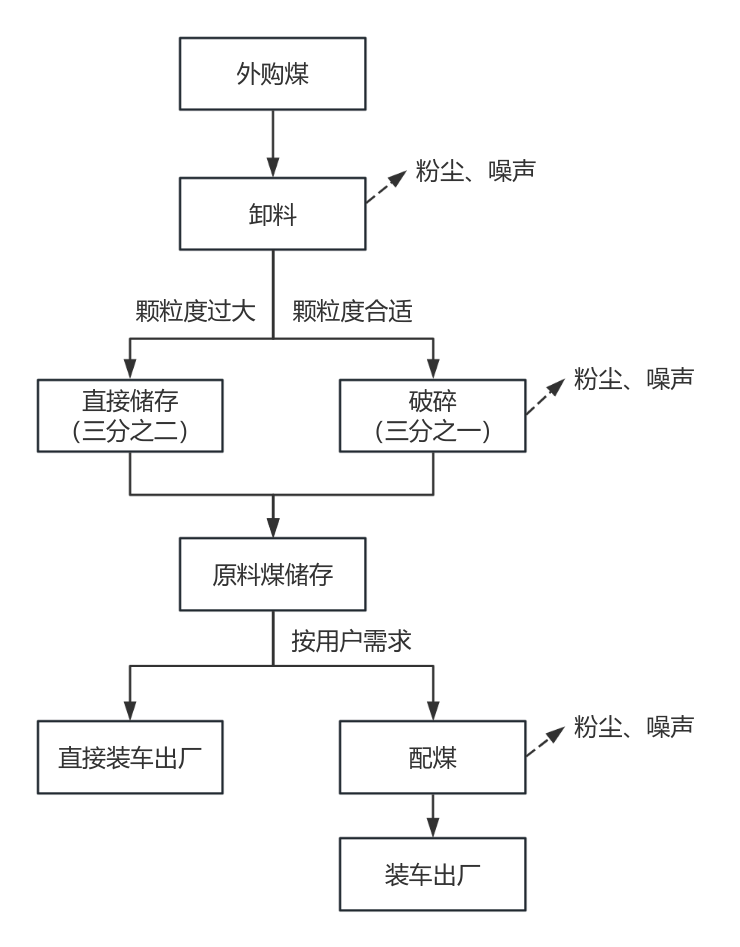 外购煤
粉尘、噪声
卸料
颗粒度过大
颗粒度合适
粉尘、噪声
直接储存
（三分之二）
破碎
（三分之一）
原料煤储存
按用户需求
粉尘、噪声
直接装车出厂
配煤
装车出厂